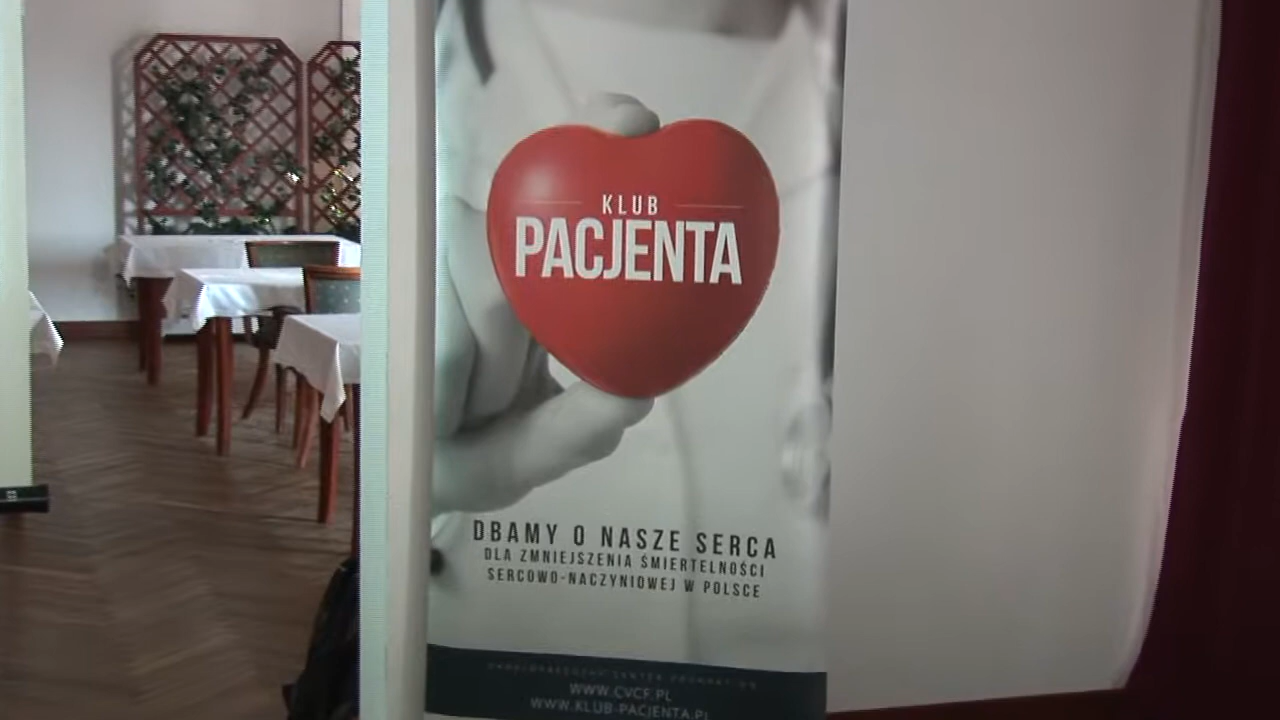 KLUB
PACJENTA
DBAMY O NASZE SERCA
DLA ZMNIEJSZENIA ŚMIERTELNOŚCI
SERCOWO-NACZYNIOWEJ W POLSCE
WWW.CVCF.PL
WWW.KLUB-PACJENTA.PL